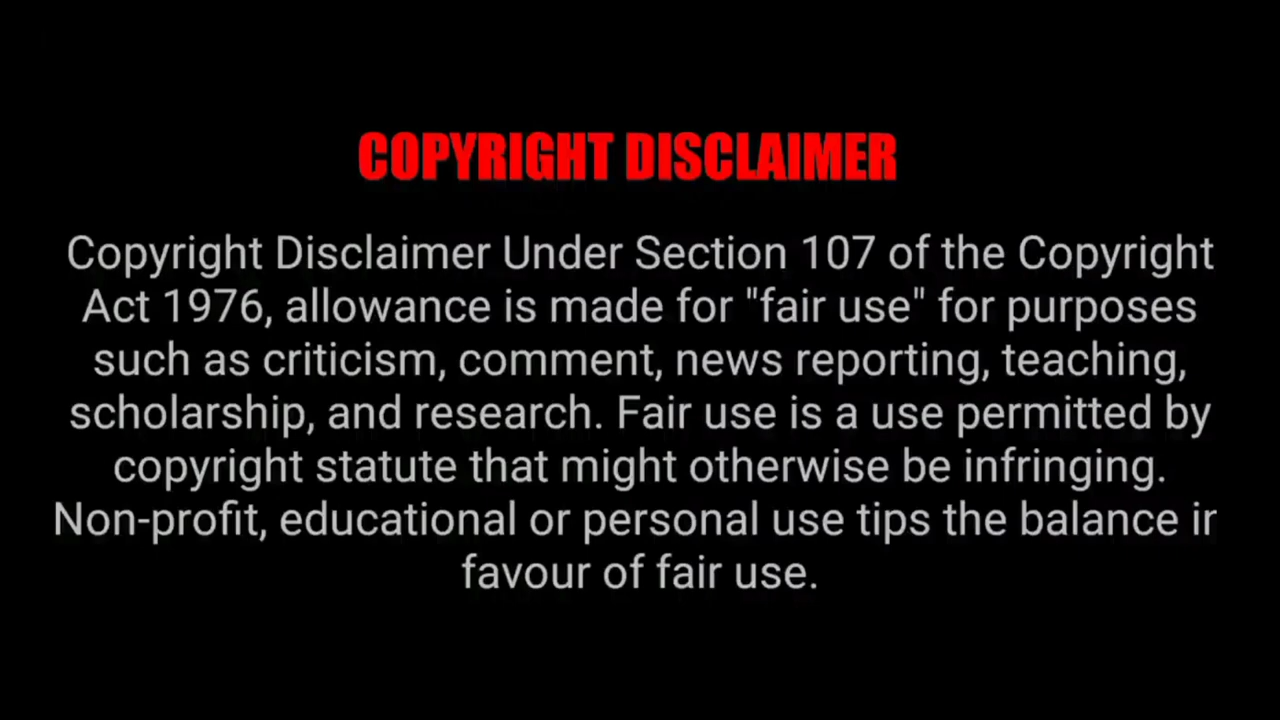 COPYRIGHT DISCLAIMER
Copyright Disclaimer Under Section 107 of the Copyright
Act 1976, allowance is made for "fair use" for purposes
such as criticism, comment, news reporting, teaching,
scholarship, and research. Fair use is a use permitted by
copyright statute that might otherwise be infringing.
Non-profit, educational or personal use tips the balance ir
favour of fair use.